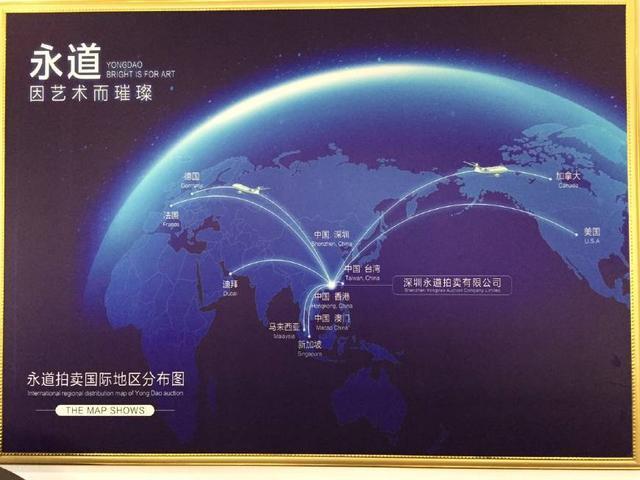 永道 YONGDAO
BRIGHT IS FOR ART
因艺术而璀璨
德国
Germany
法国
France
加拿大
Canada
美国
U.S.A
中国. 深圳
Shenzhen, China
中国. 台湾
Taiwan, China
迪拜
Dubai
深圳永道拍卖有限公司
Shenzhen Yongdao Auction Company Limited
中国. 香港
Hongkong, China
中国. 澳门
Macao China
马来西亚
Malaysia
新加坡
Singapore
永道拍卖国际地区分布图
International regional distribution map of Yong Dao auction
THE MAP SHOWS